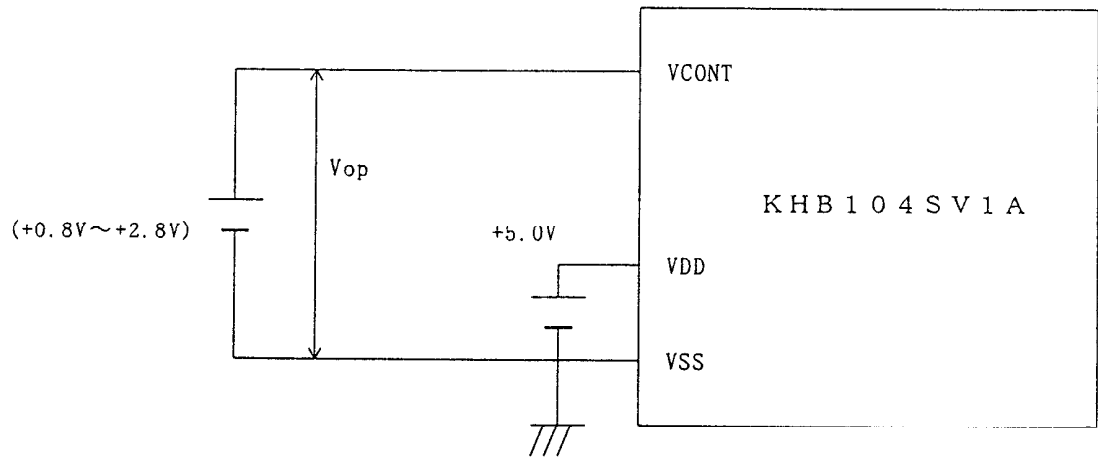 VCONT
Vop
KHB104SV1A
(+0.8V～+2.8V)
+5.0V
VDD
VSS